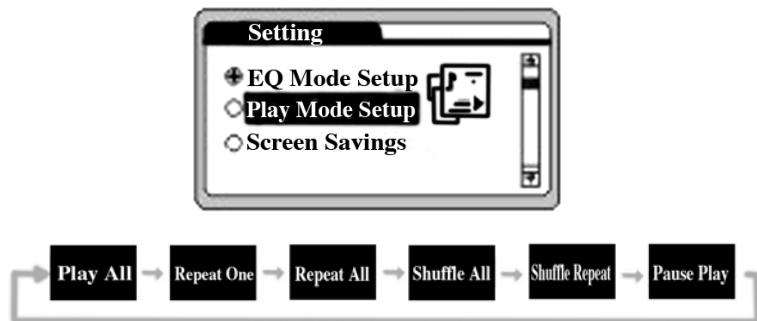 Setting
EQ Mode Setup
Play Mode Setup
Screen Savings
Play All
Repeat One
Repeat All
Shuffle All
Shuffle Repeat
Pause Play